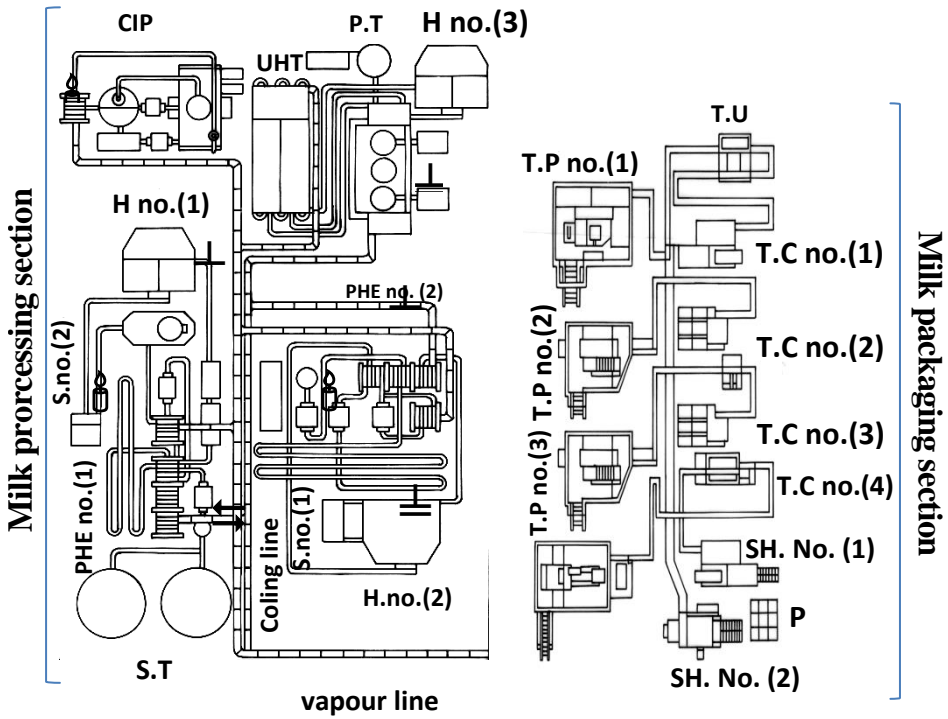 Milk prorcessing section
CIP
P.T
H no.(3)
UHT
H no.(1)
PHE no. (2)
S.no.(2)
PHE no.(1)
Coling line
S.no.(1)
H.no.(2)
S.T
vapour line
T.U
T.P no.(1)
T.C no.(1)
T.P no.(2)
T.C no.(2)
T.C no.(3)
T.P no.(3)
T.C no.(4)
SH. No. (1)
P
SH. No. (2)
Milk packaging section